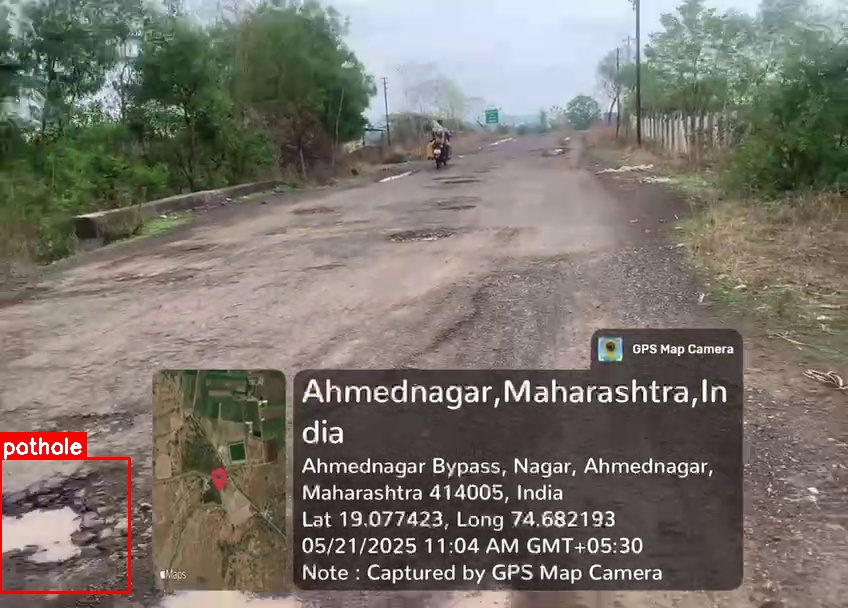 GPS Map Camera
Ahmednagar,Maharashtra,In
dia
Ahmednagar Bypass, Nagar, Ahmednagar,
Maharashtra 414005, India
Lat 19.077423, Long 74.682193
05/21/2025 11:04 AM GMT+05:30
Note : Captured by GPS Map Camera
pothole
Maps